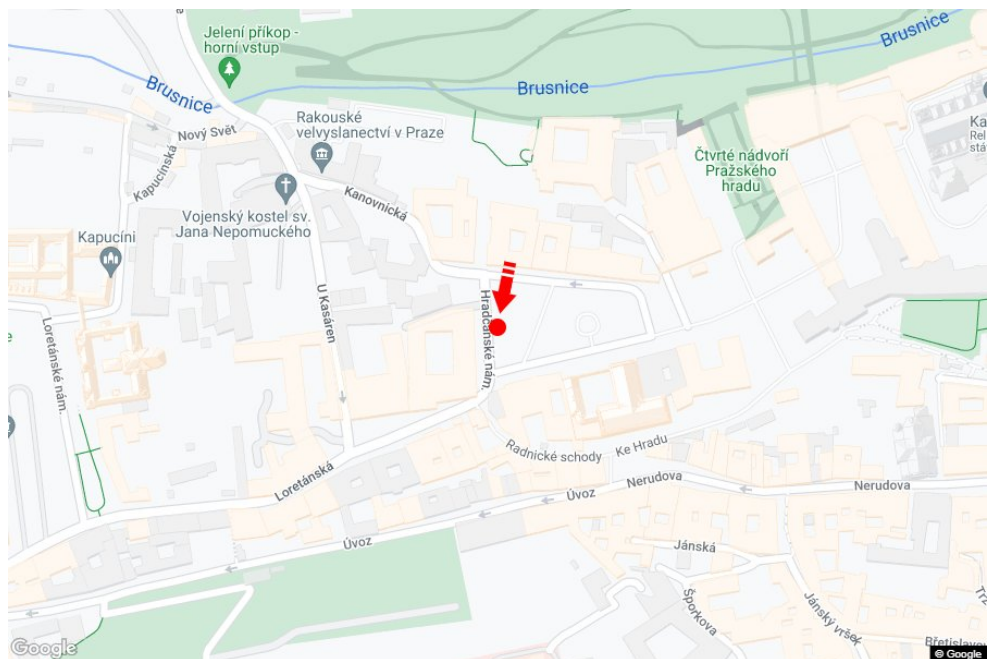 Jelení příkop -
horní vstup
Brusnice
Brusnice
Brusnice
Nový Svět
Rakouské
velvyslanectví v Praze
Kapucínská
Kanovnická
Vojenský kostel sv.
Jana Nepomuckého
Kapucíni
Čtvrté nádvoří
Pražského
hradu
U Kasáren
Hradčanské nám.
Loretánské nám.
Loretánská
Radnické schody
Ke Hradu
Úvoz
Nerudova
Nerudova
Úvoz
Jánská
Šporkova
Jánský vršek
Břetislavov
Google
© Google